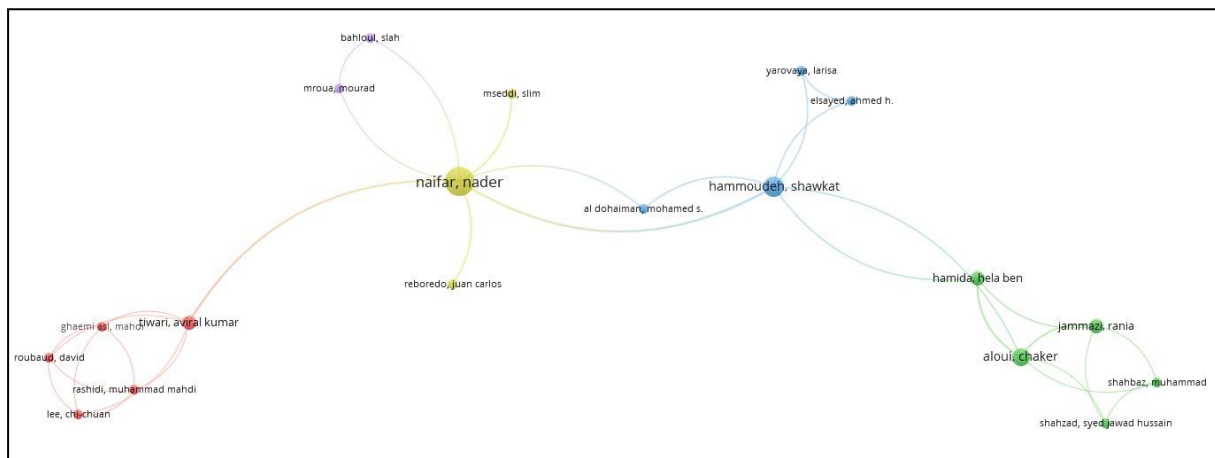 bahloul, slah
mroua, mourad
mseddi, slim
yarovaya, larisa
elsayed, ahmed h.
naifar, nader
hammoudeh, shawkat
al dohaiman, mohamed s.
reboredo, juan carlos
hamida, hela ben
ghaemi asl, mahdi
tiwari, aviral kumar
jammazi, rania
roubaud, david
aloui, chaker
rashidi, muhammad mahdi
shahbaz, muhammad
lee, chi-chuan
shahzad, syed jawad hussain